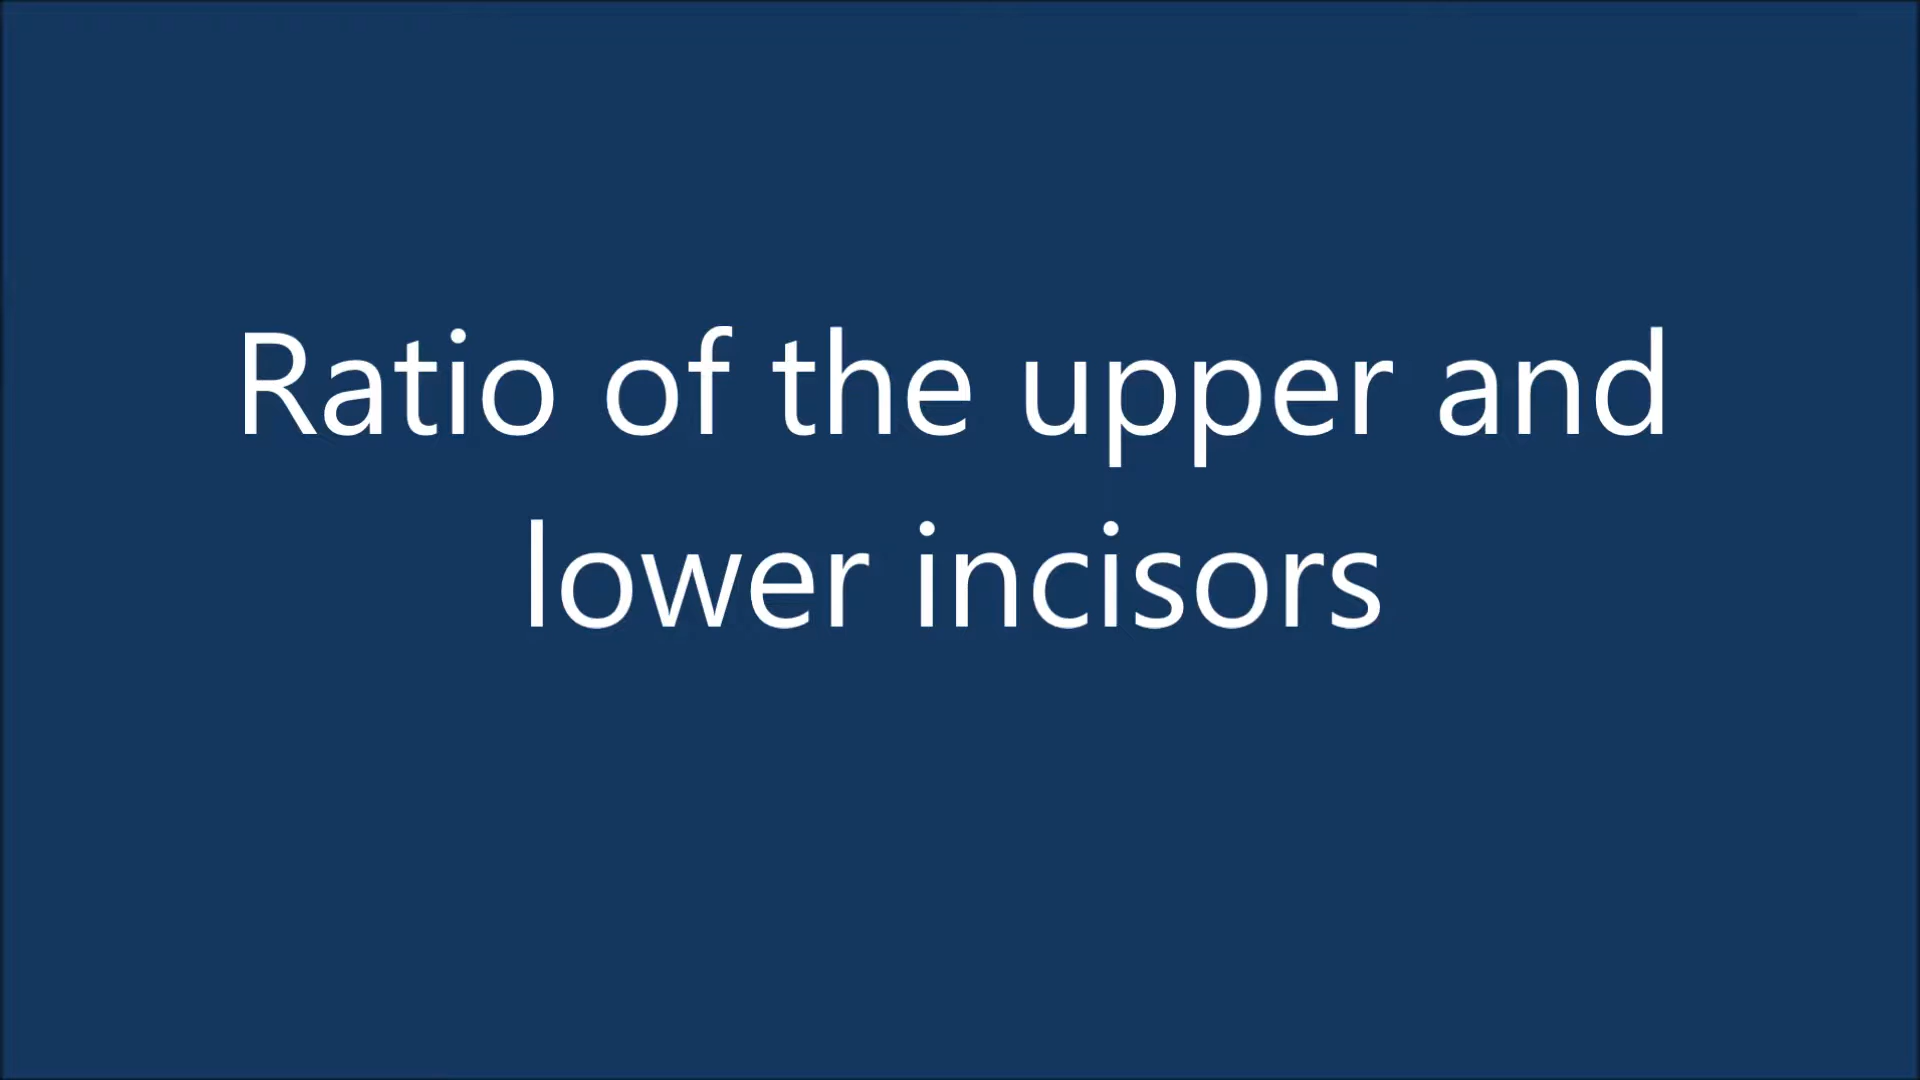 Ratio of the upper and
lower incisors